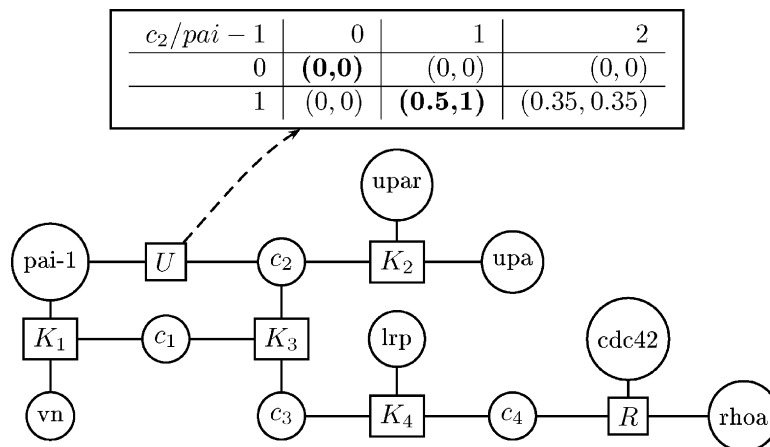 c₂/pai − 1 0 1 2
0 (0,0) (0, 0) (0, 0)
1 (0, 0) (0.5,1) (0.35, 0.35)
upar
pai-1 U c₂ K₂ upa
K₁ c₁ K₃ lrp cdc42
vn c₃ K₄ c₄ R rhoa